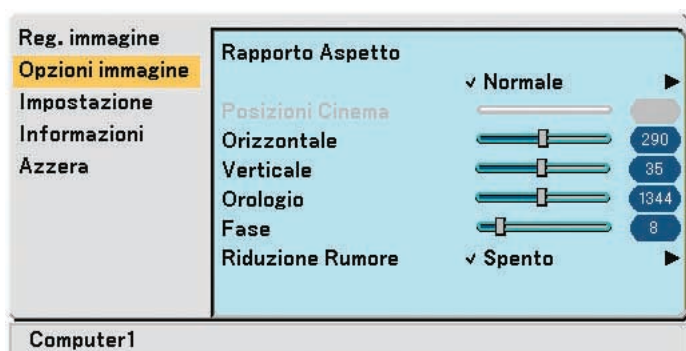 Reg. immagine
Opzioni immagine
Impostazione
Informazioni
Azzera
Rapporto Aspetto
✓ Normale ▶
Posizioni Cinema
Orizzontale 290
Verticale 35
Orologio 1344
Fase 8
Riduzione Rumore ✓ Spento ▶
Computer1